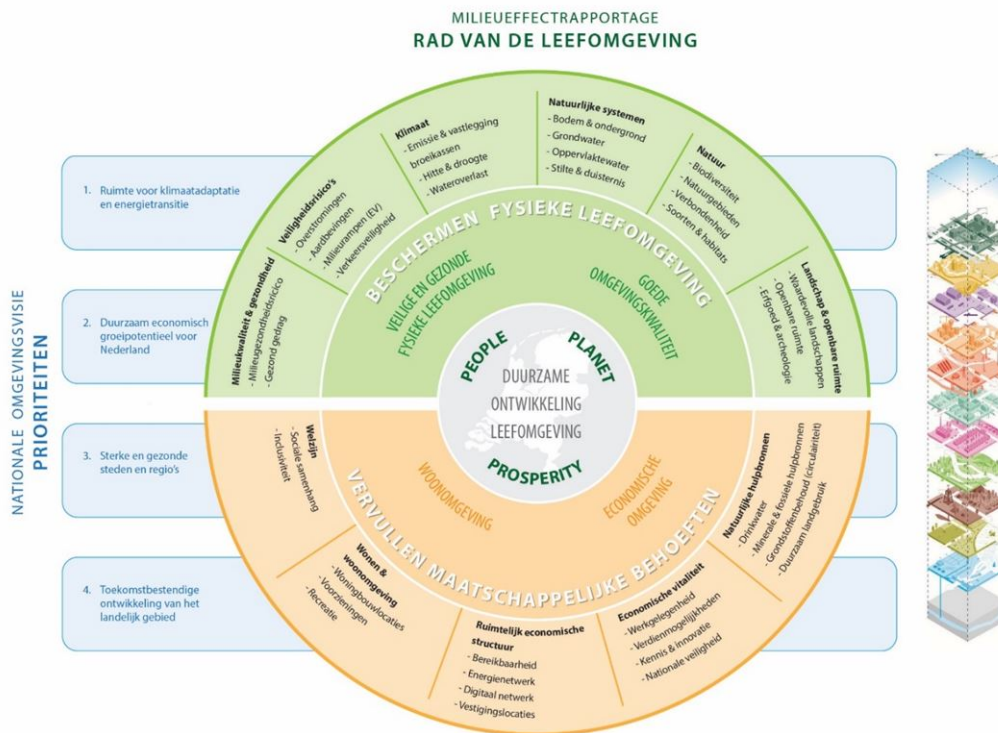 MILIEUEFFECTRAPPORTAGE
RAD VAN DE LEEFOMGEVING
NATIONALE OMGEVINGSVISIE
PRIORITEITEN
1. Ruimte voor klimaatadaptatie
en energietransitie
2. Duurzaam economisch
groeipotentieel voor
Nederland
3. Sterke en gezonde
steden en regio's
4. Toekomstbestendige
ontwikkeling van het
landelijk gebied
Milieukwaliteit & gezondheid
- Milieugezondheidsrisico
- Gezond gedrag
Veiligheidsrisico's
- Overstromingen
- Aardbevingen
- Milieurampen (EV)
- Verkeersveiligheid
Klimaat
- Emissie & vastlegging
broeikassen
- Hitte & droogte
- Wateroverlast
Natuurlijke systemen
- Bodem & ondergrond
- Grondwater
- Oppervlaktewater
- Stilte & duisternis
Natuur
- Biodiversiteit
- Natuurgebieden
- Verbondenheid
- Soorten & habitats
Landschap & openbare ruimte
- Waardevolle landschappen
- Openbare ruimte
- Erfgoed & archeologie
BESCHERMEN FYSIEKE LEEFOMGEVING
VEILIGE EN GEZONDE
FYSIEKE LEEFOMGEVING
GOEDE
OMGEVINGSKWALITEIT
PEOPLE
PLANET
DUURZAME
ONTWIKKELING
LEEFOMGEVING
PROSPERITY
WOONOMGEVING
ECONOMISCHE
OMGEVING
VERVULLEN MAATSCHAPPELIJKE BEHOEFTEN
Welzijn
- Sociale samenhang
- Inclusiviteit
Wonen &
woonomgeving
- Woningbouwlocaties
- Voorzieningen
- Recreatie
Ruimtelijk economische
structuur
- Bereikbaarheid
- Energienetwerk
- Digitaal netwerk
- Vestigingslocaties
Economische vitaliteit
- Werkgelegenheid
- Verdienmogelijkheden
- Kennis & innovatie
- Nationale veiligheid
Natuurlijke hulpbronnen
- Drinkwater
- Minerale & fossiele hulpbronnen
- Grondstoffenbehoud (circulairiteit)
- Duurzaam landgebruik